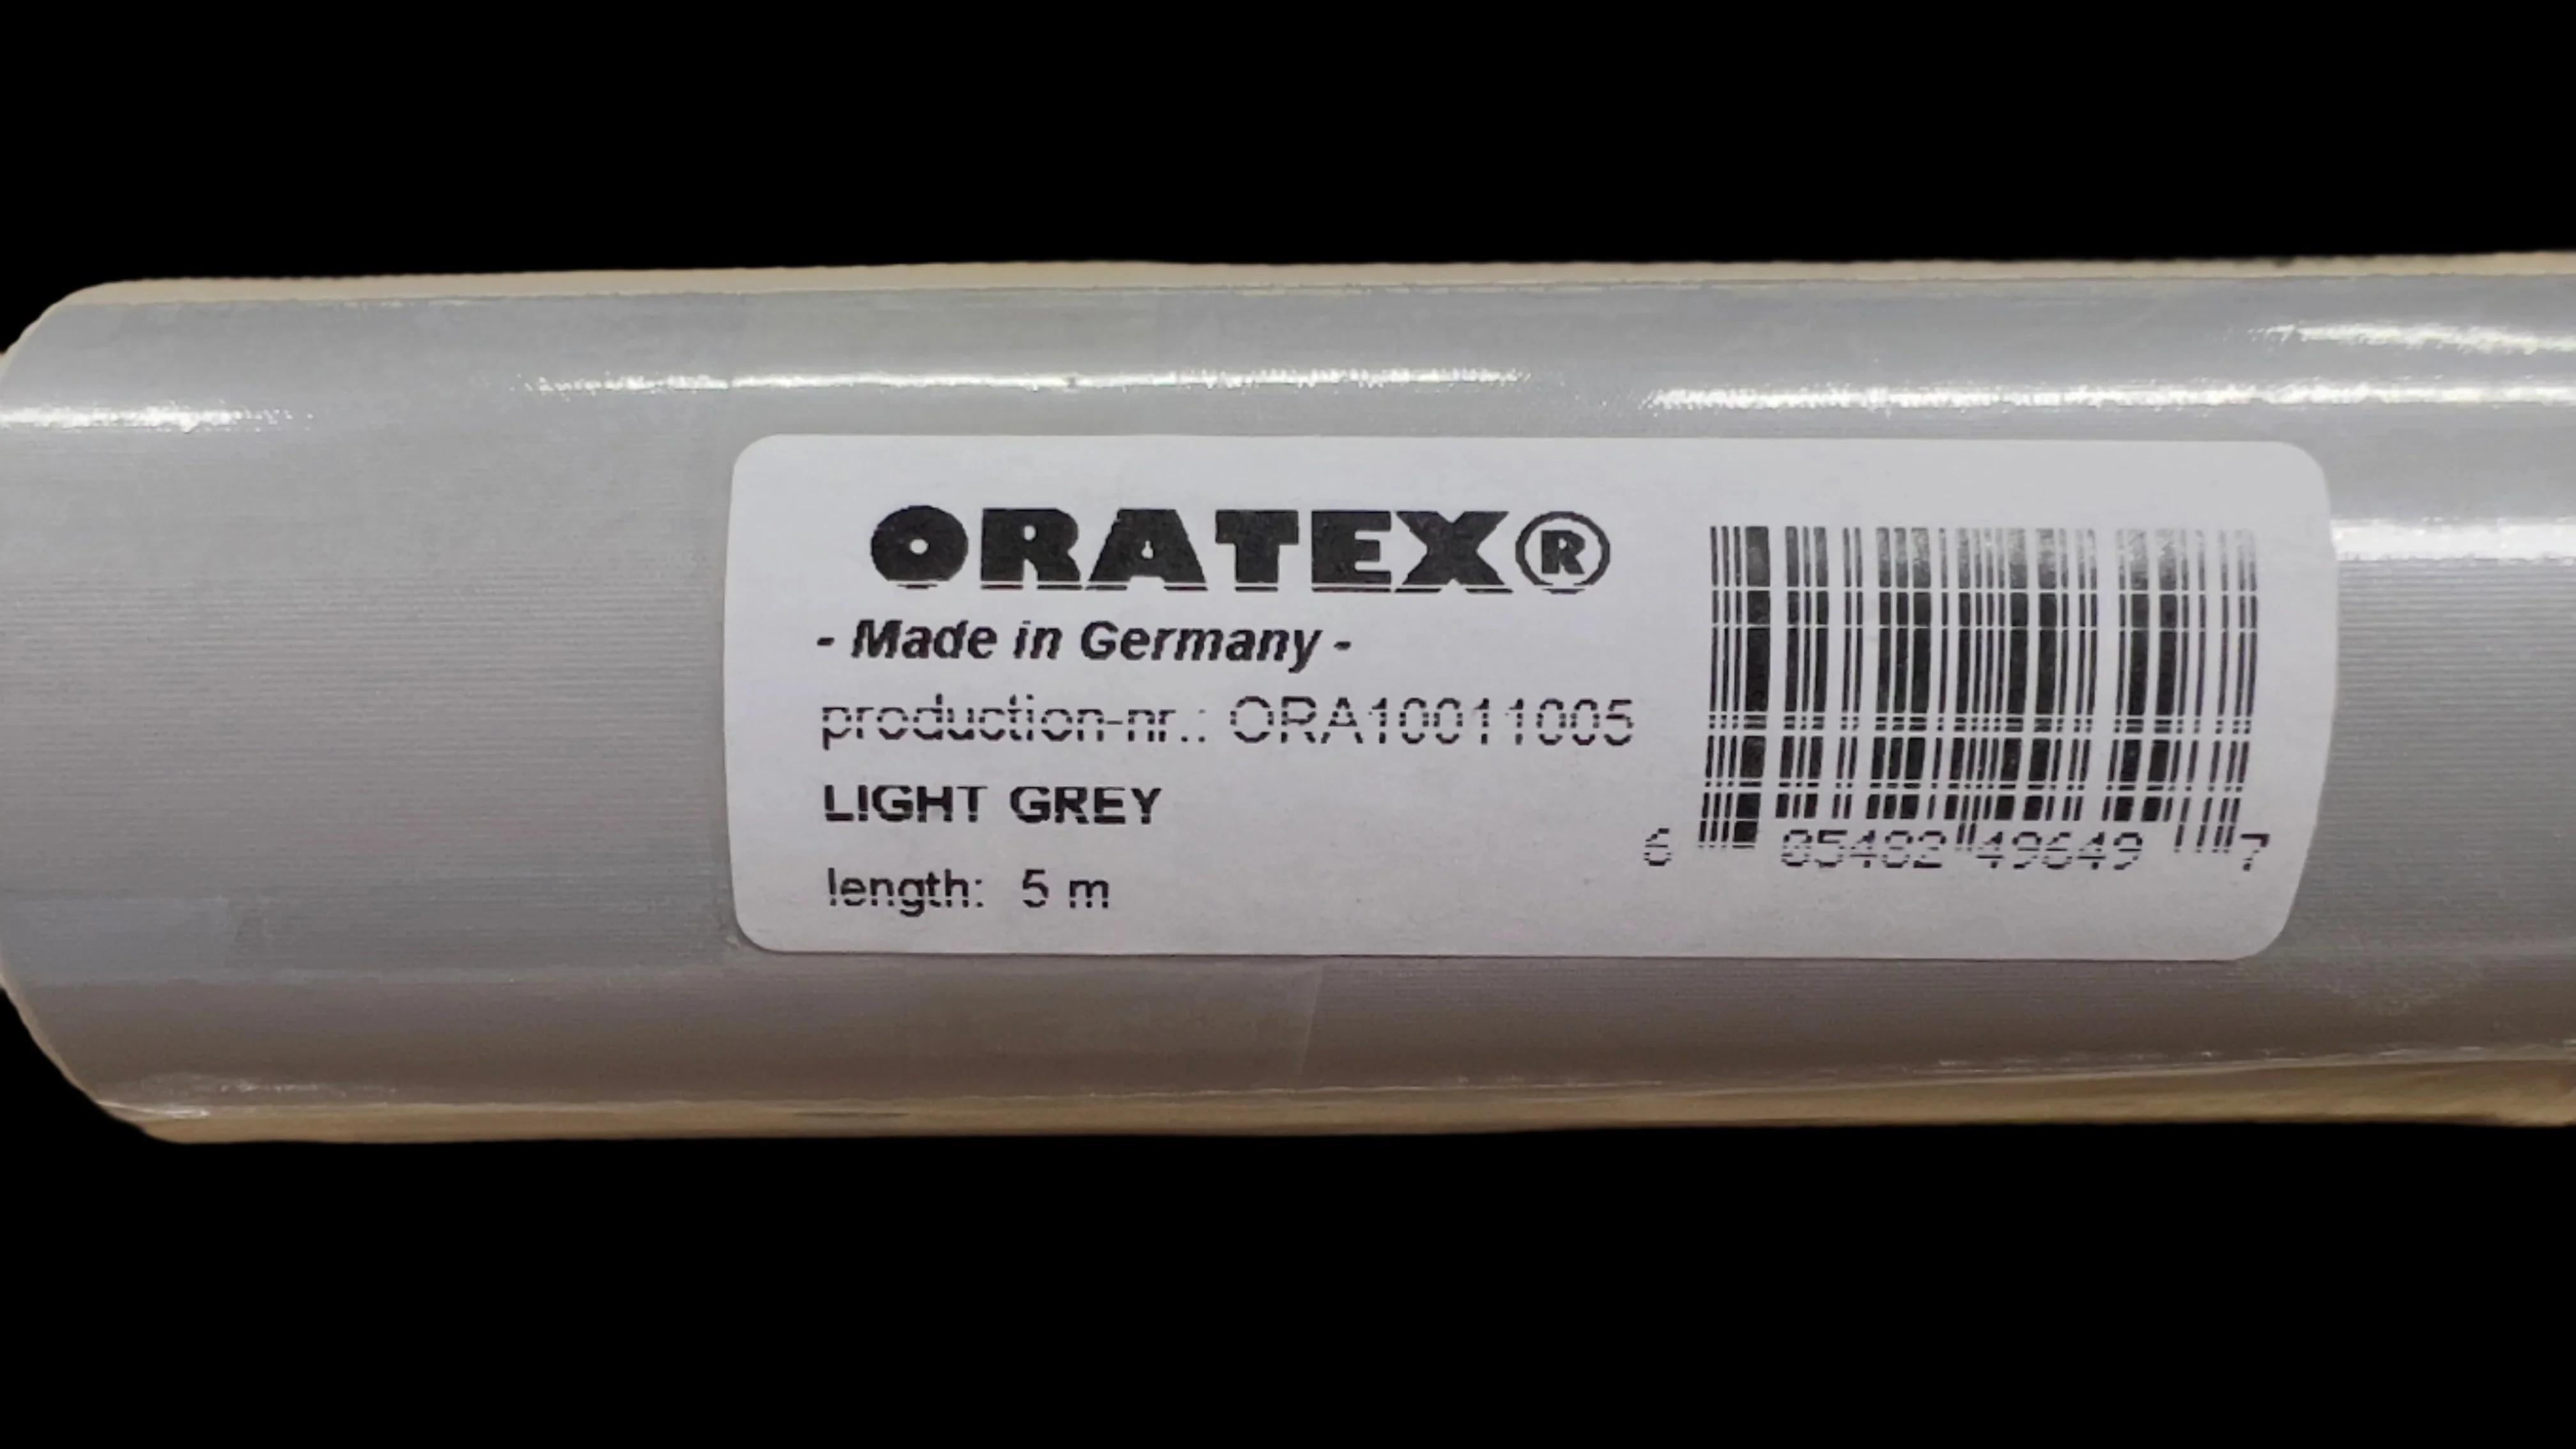 ORATEX®
- Made in Germany -
production-nr.: ORA10011005
LIGHT GREY
length: 5 m
6 05482 49649 7